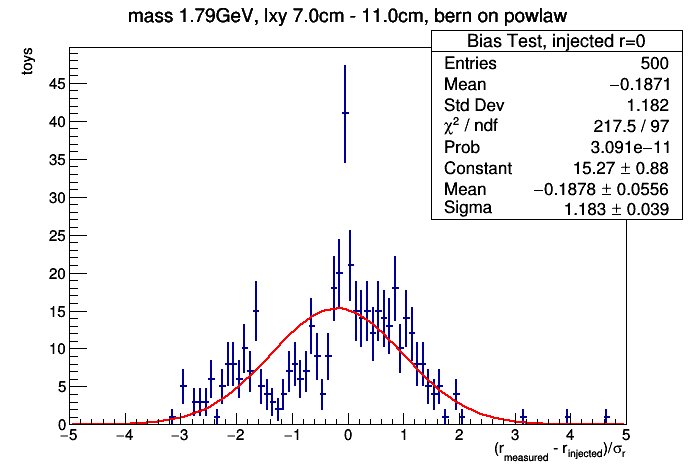 mass 1.79GeV, lxy 7.0cm - 11.0cm, bern on powlaw
Bias Test, injected r=0
Entries 500
Mean −0.1871
Std Dev 1.182
χ² / ndf 217.5 / 97
Prob 3.091e−11
Constant 15.27 ± 0.88
Mean −0.1878 ± 0.0556
Sigma 1.183 ± 0.039
toys
45
40
35
30
25
20
15
10
5
0
−5 −4 −3 −2 −1 0 1 2 3 4 5
(r_measured - r_injected)/σ_r